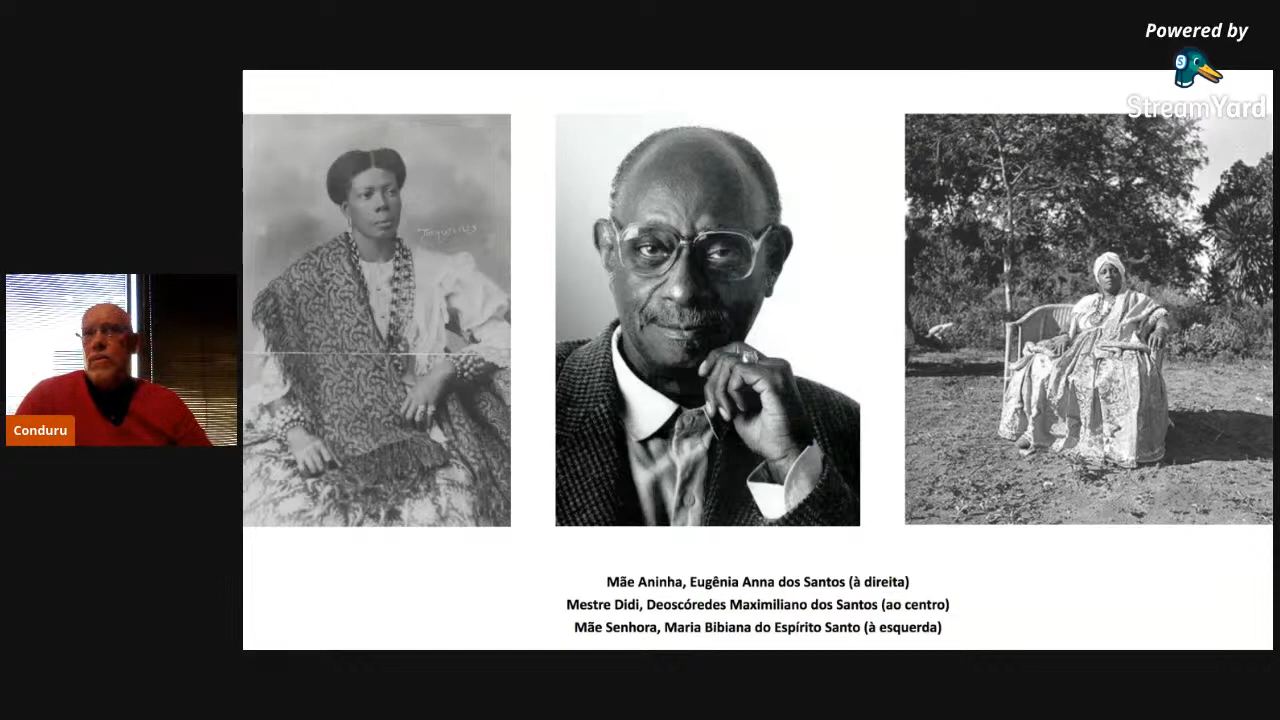 Powered by
StreamYard
Conduru
Mãe Aninha, Eugênia Anna dos Santos (à direita)
Mestre Didi, Deoscóredes Maximiliano dos Santos (ao centro)
Mãe Senhora, Maria Bibiana do Espírito Santo (à esquerda)